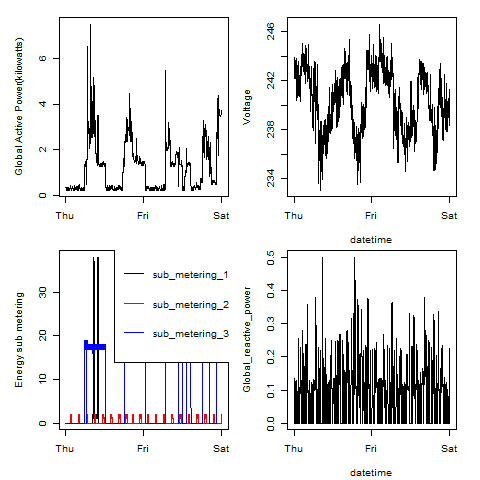 Global Active Power(kilowatts)
0
2
4
6
Thu
Fri
Sat
Voltage
234
238
242
246
Thu
Fri
Sat
datetime
Energy sub metering
0
10
20
30
sub_metering_1
sub_metering_2
sub_metering_3
Thu
Fri
Sat
Global_reactive_power
0.0
0.1
0.2
0.3
0.4
0.5
Thu
Fri
Sat
datetime